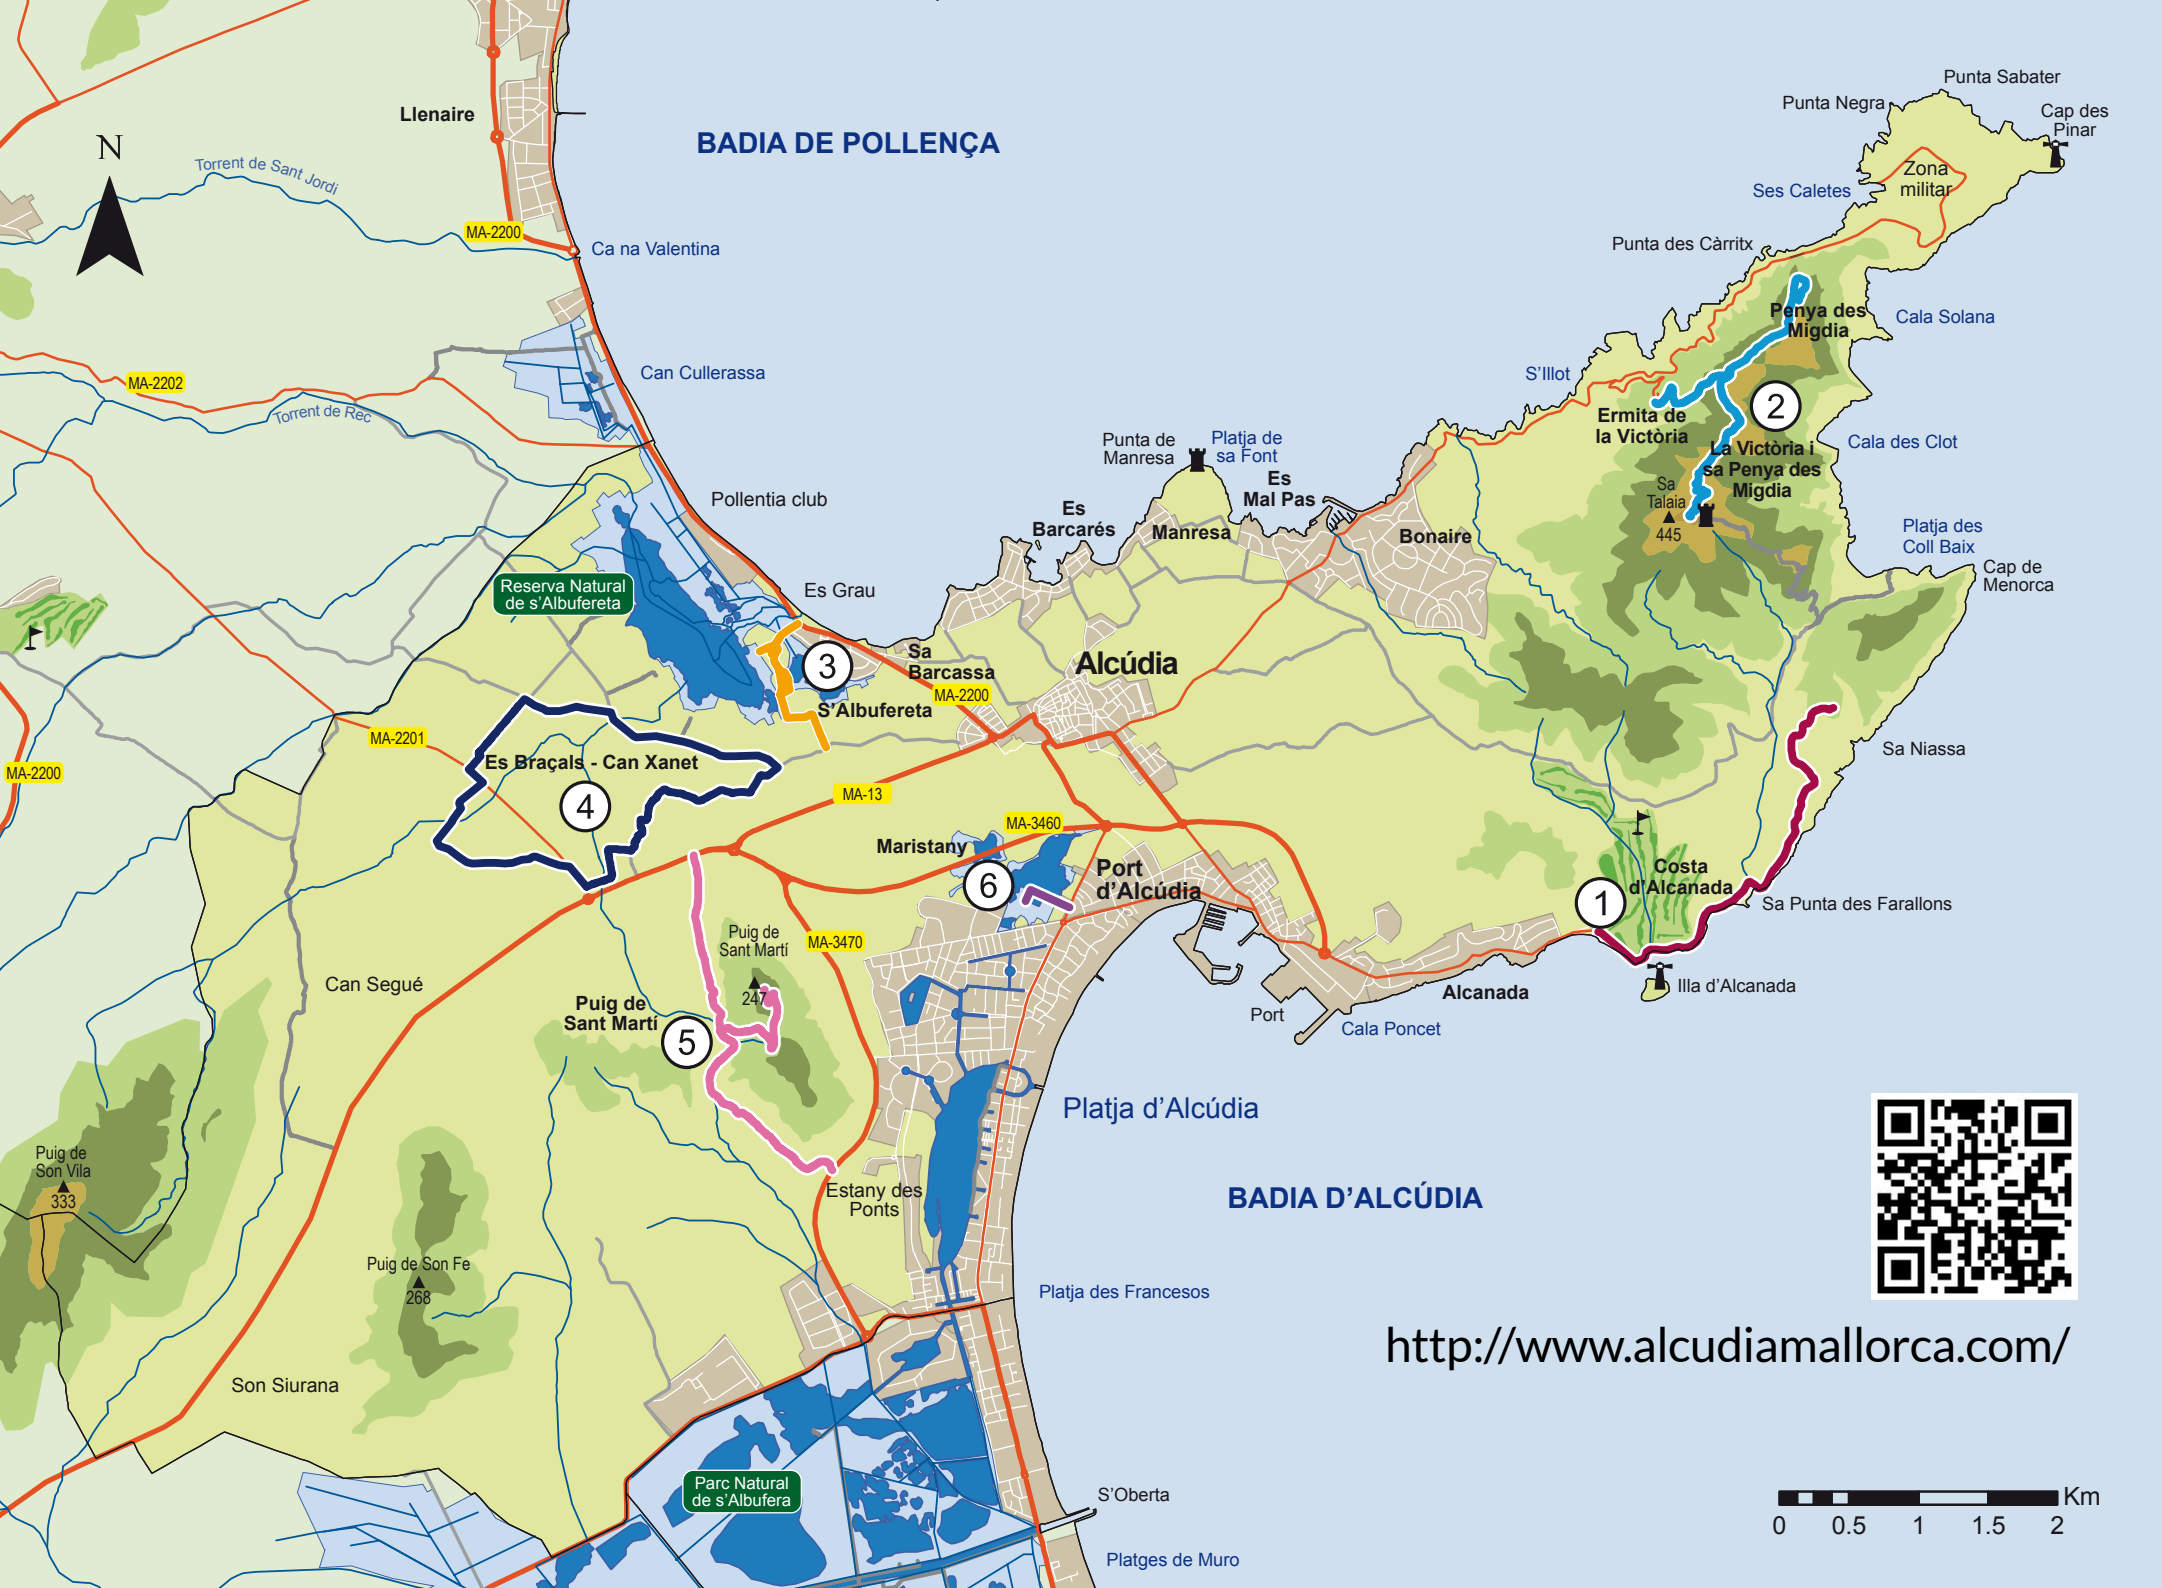 Punta Sabater
Punta Negra
Cap des
Pinar
Llenaire
BADIA DE POLLENÇA
N
Torrent de Sant Jordi
Zona
militar
Ses Caletes
MA-2200
Ca na Valentina
Punta des Càrritx
Penya des
Migdia
Cala Solana
Can Cullerassa
S'Illot
MA-2202
Torrent de Rec
2
Ermita de
la Victòria
Punta de
Manresa
Platja de
sa Font
Cala des Clot
La Victòria i
sa Penya des
Migdia
Es
Mal Pas
Sa
Talaia
445
Pollentia club
Es
Barcarés
Manresa
Bonaire
Platja des
Coll Baix
Cap de
Menorca
Reserva Natural
de s'Albufereta
Es Grau
3
Sa
Barcassa
Alcúdia
MA-2200
S'Albufereta
MA-2201
Sa Niassa
MA-2200
Es Braçals - Can Xanet
4
MA-13
MA-3460
Maristany
6
Port
d'Alcúdia
Costa
d'Alcanada
1
Sa Punta des Farallons
Puig de
Sant Martí
247
MA-3470
Can Segué
Illa d'Alcanada
Alcanada
Puig de
Sant Martí
5
Port
Cala Poncet
Platja d'Alcúdia
Puig de
Son Vila
333
Estany des
Ponts
BADIA D'ALCÚDIA
Puig de Son Fe
268
Platja des Francesos
http://www.alcudiamallorca.com/
Son Siurana
Parc Natural
de s'Albufera
S'Oberta
Km
0 0.5 1 1.5 2
Platges de Muro